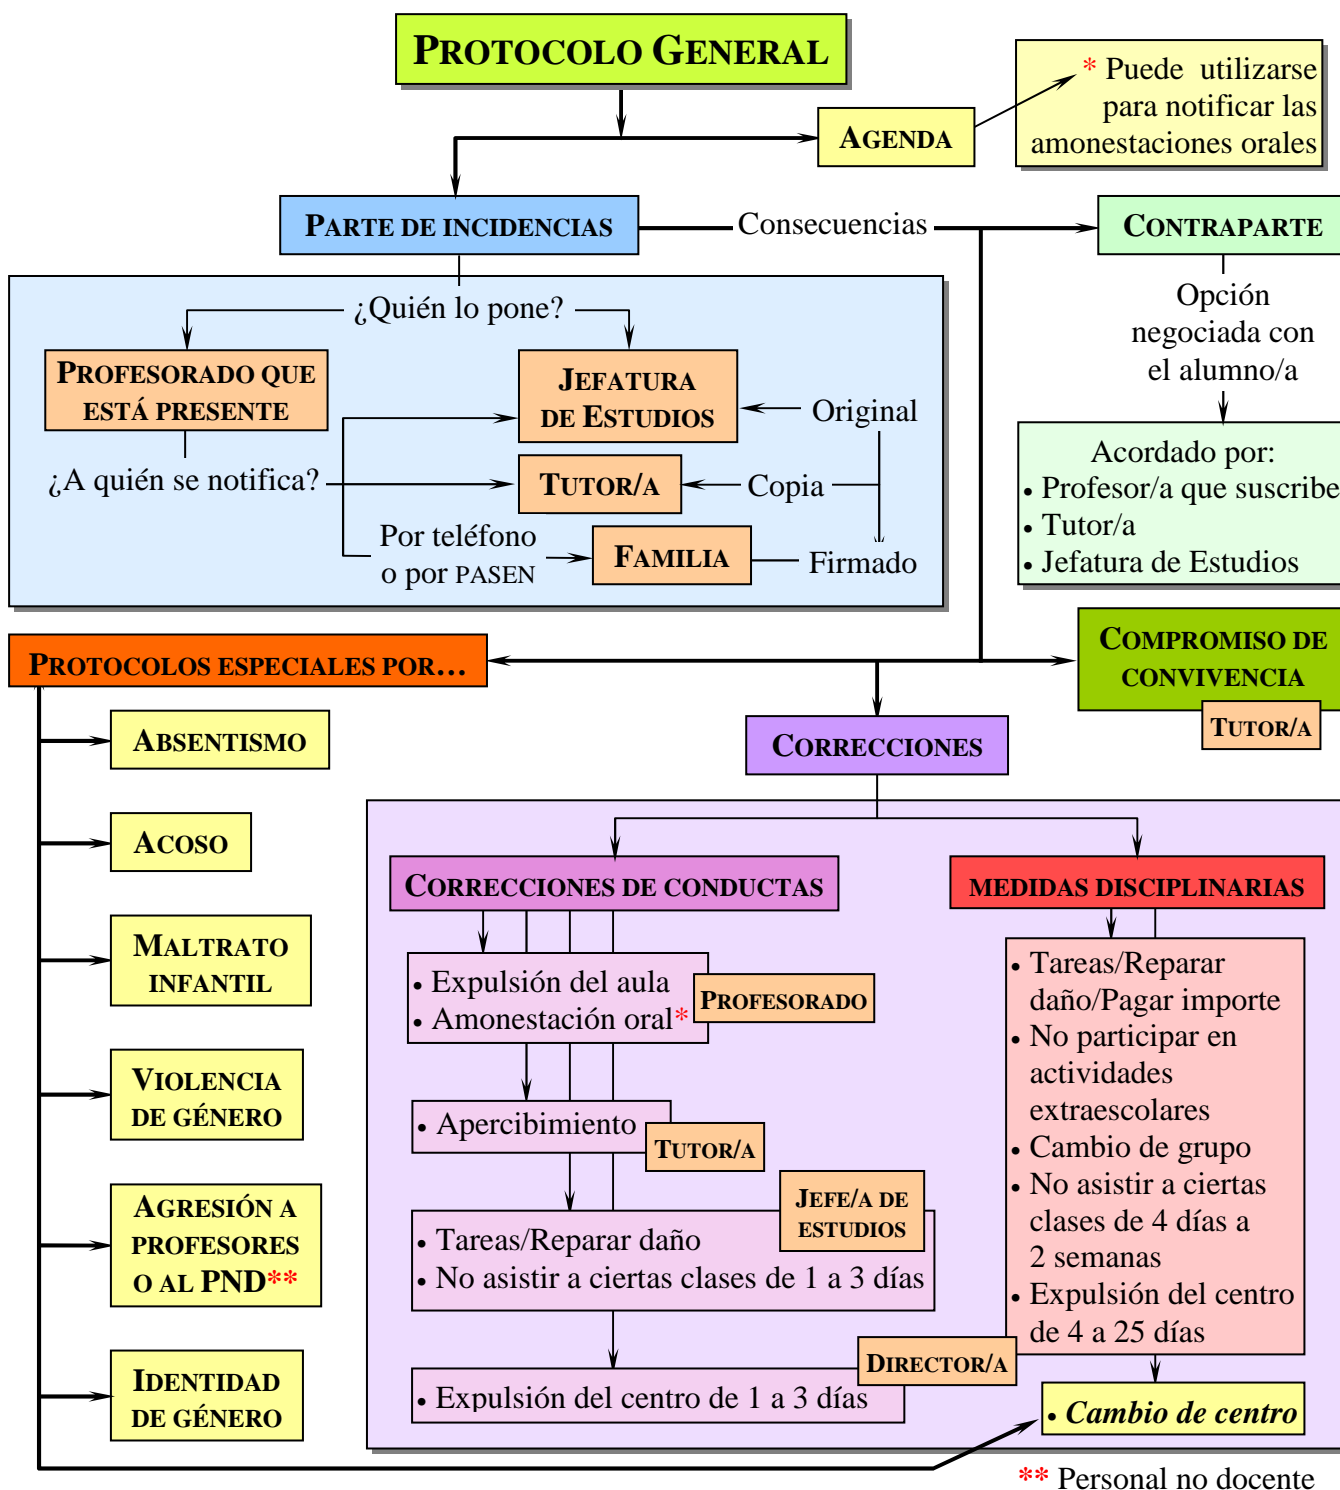 PROTOCOLO GENERAL
* Puede utilizarse
para notificar las
amonestaciones orales
AGENDA
PARTE DE INCIDENCIAS
Consecuencias
CONTRAPARTE
¿Quién lo pone?
Opción
negociada con
el alumno/a
PROFESORADO QUE
ESTÁ PRESENTE
JEFATURA
DE ESTUDIOS
Original
¿A quién se notifica?
TUTOR/A
Copia
Por teléfono
o por PASEN
FAMILIA
Firmado
Acordado por:
• Profesor/a que suscribe
• Tutor/a
• Jefatura de Estudios
PROTOCOLOS ESPECIALES POR...
COMPROMISO DE
CONVIVENCIA
TUTOR/A
ABSENTISMO
ACOSO
MALTRATO
INFANTIL
VIOLENCIA
DE GÉNERO
AGRESIÓN A
PROFESORES
O AL PND**
IDENTIDAD
DE GÉNERO
CORRECCIONES
CORRECCIONES DE CONDUCTAS
• Expulsión del aula
• Amonestación oral*
PROFESORADO
• Apercibimiento
TUTOR/A
JEFE/A DE
ESTUDIOS
• Tareas/Reparar daño
• No asistir a ciertas clases de 1 a 3 días
DIRECTOR/A
• Expulsión del centro de 1 a 3 días
MEDIDAS DISCIPLINARIAS
• Tareas/Reparar
daño/Pagar importe
• No participar en
actividades
extraescolares
• Cambio de grupo
• No asistir a ciertas
clases de 4 días a
2 semanas
• Expulsión del centro
de 4 a 25 días
• Cambio de centro
** Personal no docente